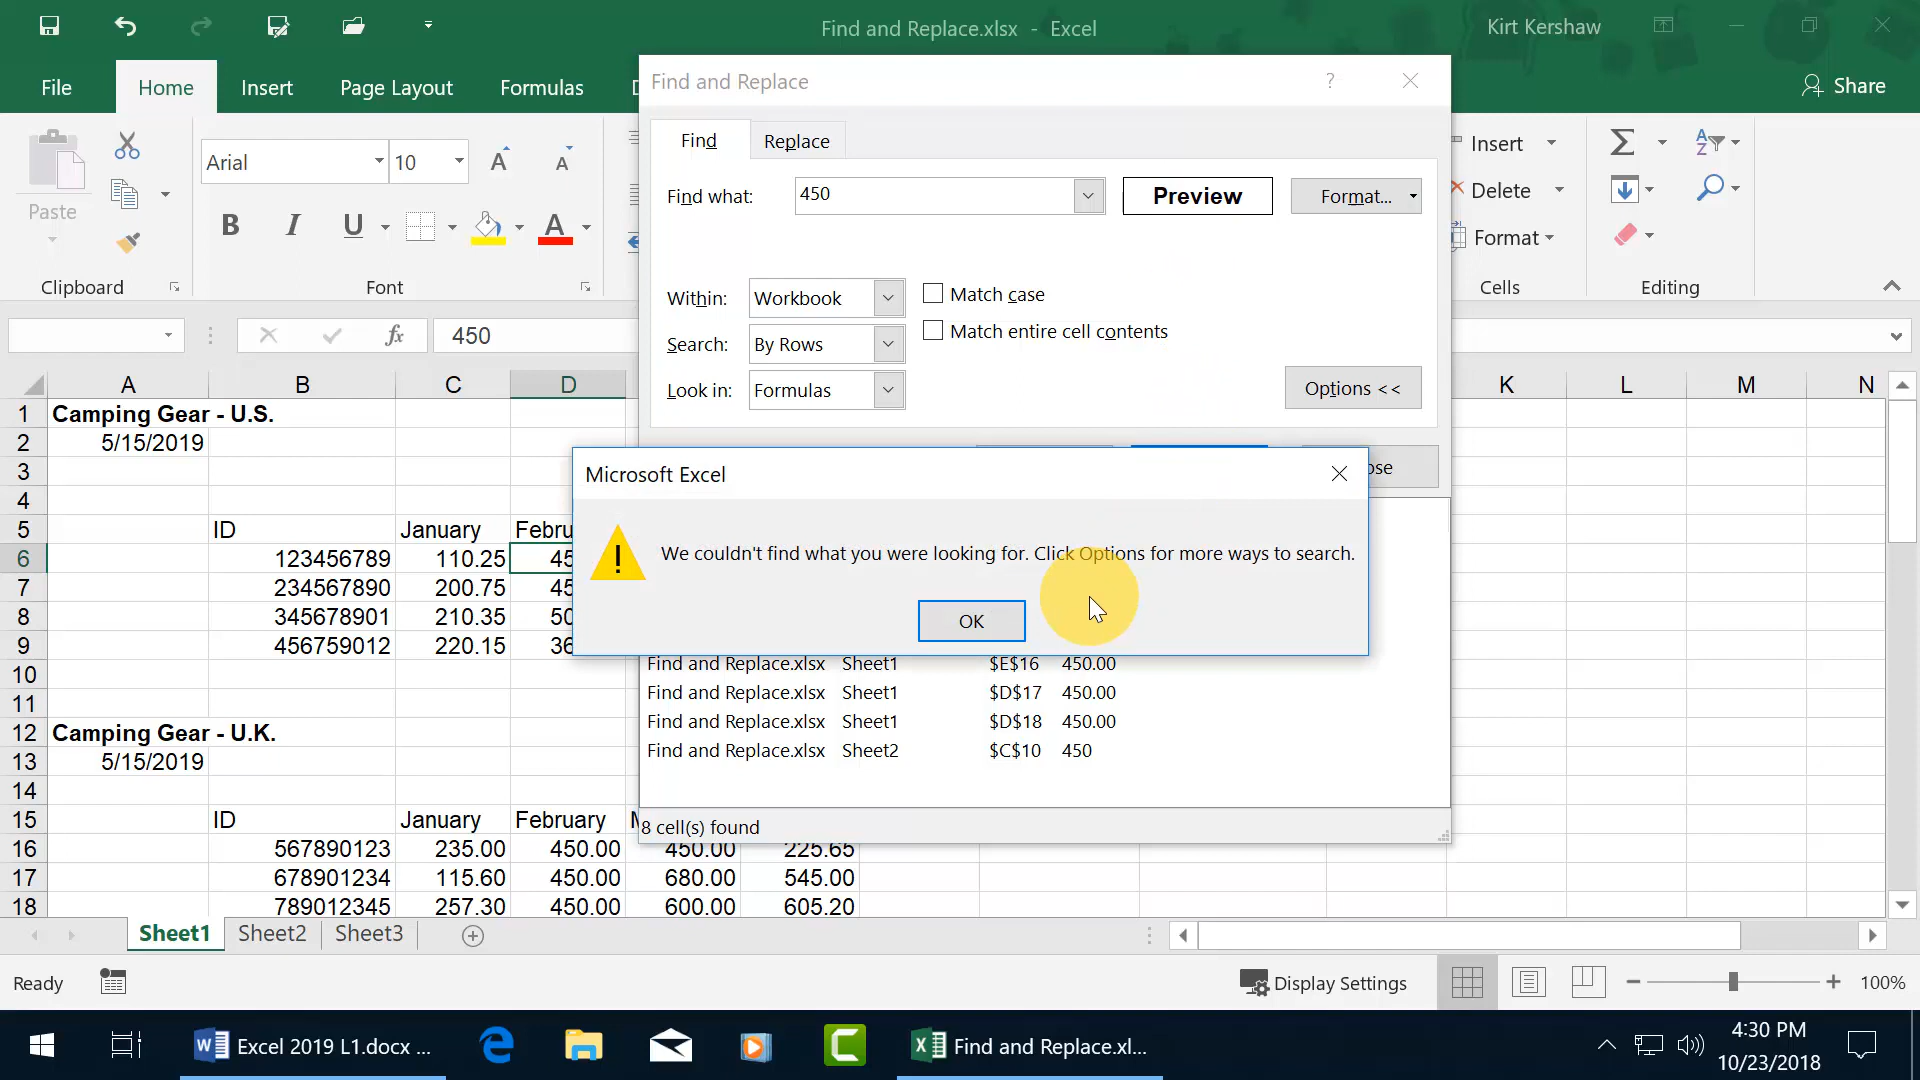 Find and Replace.xlsx - Excel
Kirt Kershaw
File
Home
Insert
Page Layout
Formulas
Share
Find and Replace
?
Find
Replace
Find what:
450
Preview
Format...
Within:
Workbook
Match case
Search:
By Rows
Match entire cell contents
Look in:
Formulas
Options <<
Paste
Clipboard
Arial
10
B I U
A
Font
Insert
Delete
Format
Cells
Editing
fx
450
A B C D K L M N
1 Camping Gear - U.S.
2 5/15/2019
3
4
5 ID January Febru
6 123456789 110.25 45
7 234567890 200.75 45
8 345678901 210.35 50
9 456759012 220.15 36
10
11
12 Camping Gear - U.K.
13 5/15/2019
14
15 ID January February
16 567890123 235.00 450.00 450.00 225.65
17 678901234 115.60 450.00 680.00 545.00
18 789012345 257.30 450.00 600.00 605.20
Microsoft Excel
We couldn't find what you were looking for. Click Options for more ways to search.
OK
ose
Find and Replace.xlsx Sheet1 $E$16 450.00
Find and Replace.xlsx Sheet1 $D$17 450.00
Find and Replace.xlsx Sheet1 $D$18 450.00
Find and Replace.xlsx Sheet2 $C$10 450
8 cell(s) found
Sheet1 Sheet2 Sheet3
Ready
Display Settings
100%
Excel 2019 L1.docx ...
Find and Replace.xl...
4:30 PM
10/23/2018